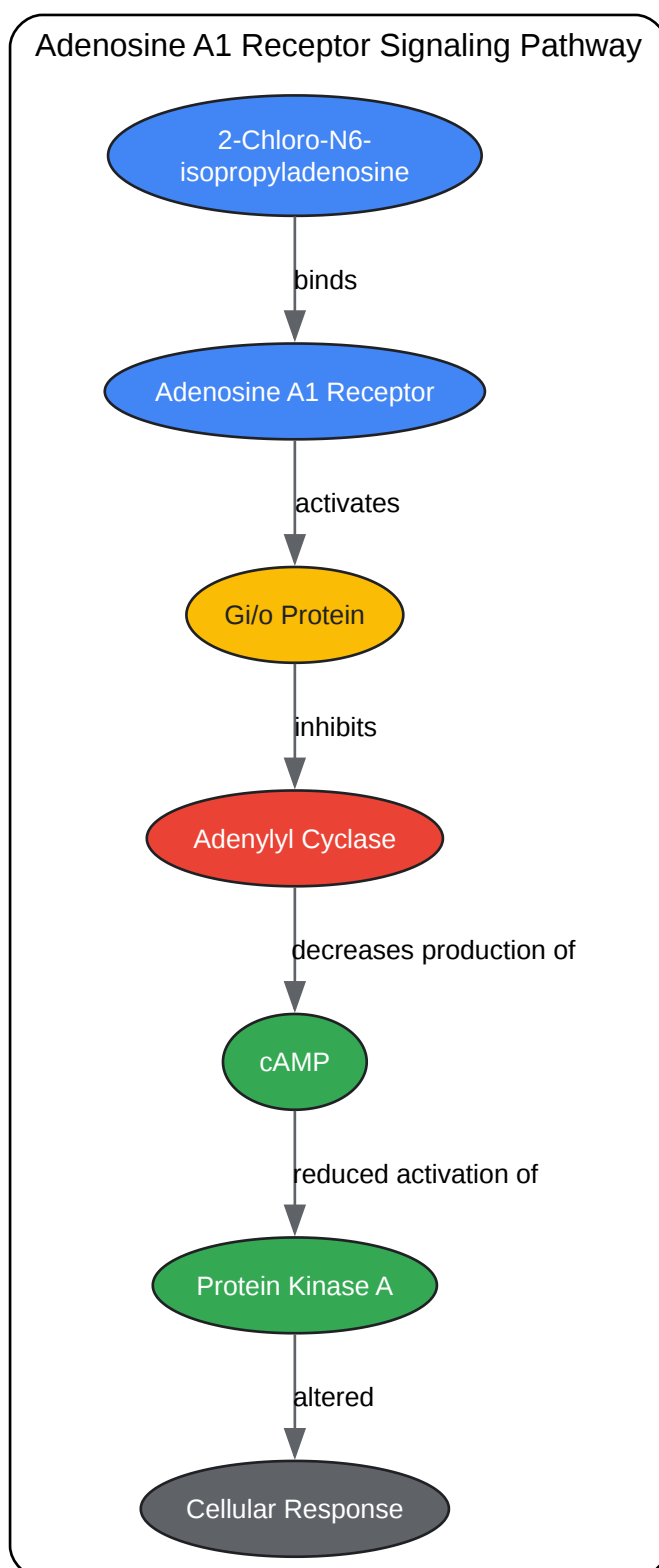 Adenosine A1 Receptor Signaling Pathway
2-Chloro-N6-
isopropyladenosine
binds
Adenosine A1 Receptor
activates
Gi/o Protein
inhibits
Adenylyl Cyclase
decreases production of
cAMP
reduced activation of
Protein Kinase A
altered
Cellular Response